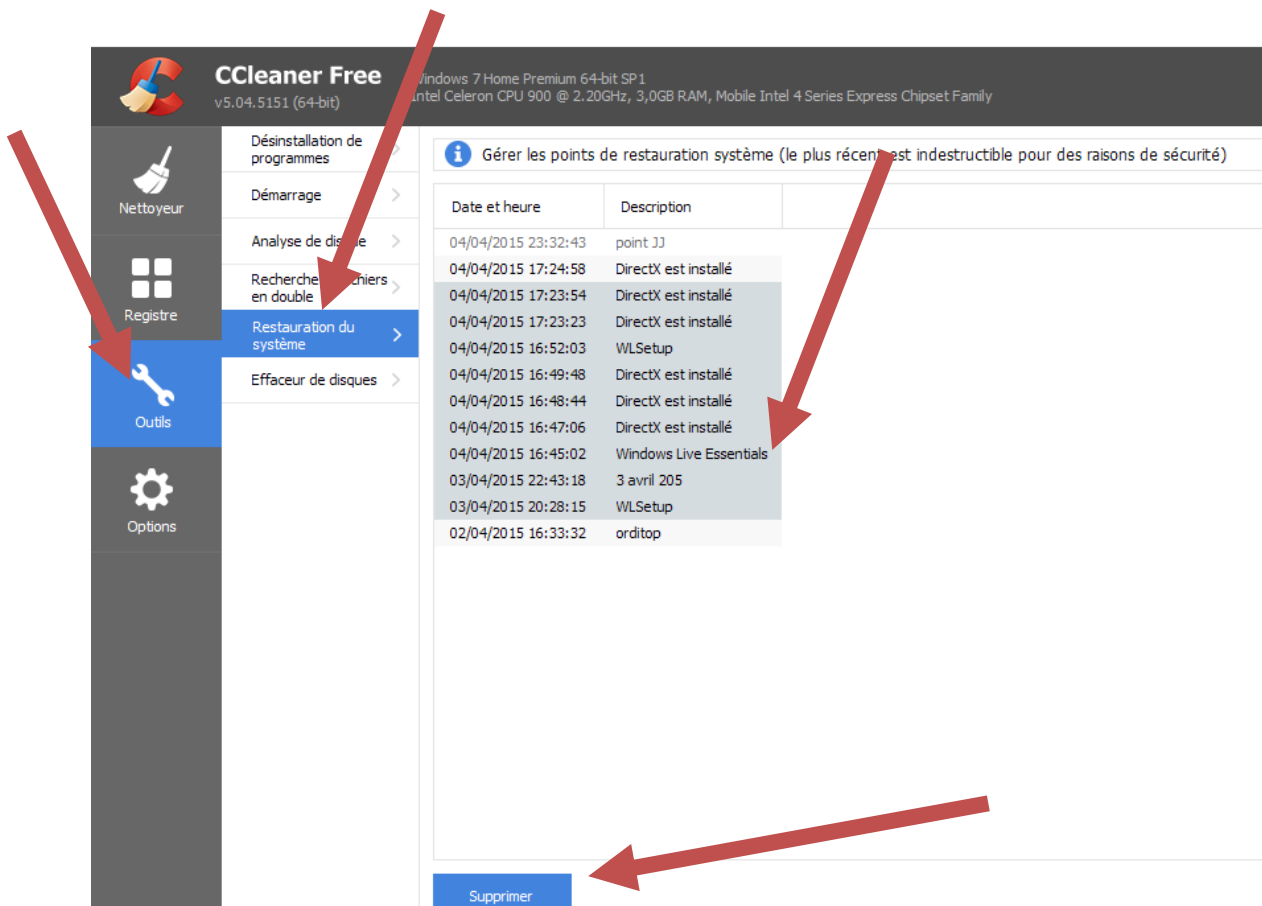 CCleaner Free
v5.04.5151 (64-bit)
indows 7 Home Premium 64-bit SP1
ntel Celeron CPU 900 @ 2.20GHz, 3,0GB RAM, Mobile Intel 4 Series Express Chipset Family
Nettoyeur
Registre
Outils
Options
Désinstallation de
programmes
Démarrage
Analyse de disque
Recherche
en double
Restauration du
système
Effaceur de disques
Gérer les points de restauration système (le plus récent est indestructible pour des raisons de sécurité)
Date et heure Description
04/04/2015 23:32:43 point JJ
04/04/2015 17:24:58 DirectX est installé
04/04/2015 17:23:54 DirectX est installé
04/04/2015 17:23:23 DirectX est installé
04/04/2015 16:52:03 WLSetup
04/04/2015 16:49:48 DirectX est installé
04/04/2015 16:48:44 DirectX est installé
04/04/2015 16:47:06 DirectX est installé
04/04/2015 16:45:02 Windows Live Essentials
03/04/2015 22:43:18 3 avril 205
03/04/2015 20:28:15 WLSetup
02/04/2015 16:33:32 orditop
Supprimer